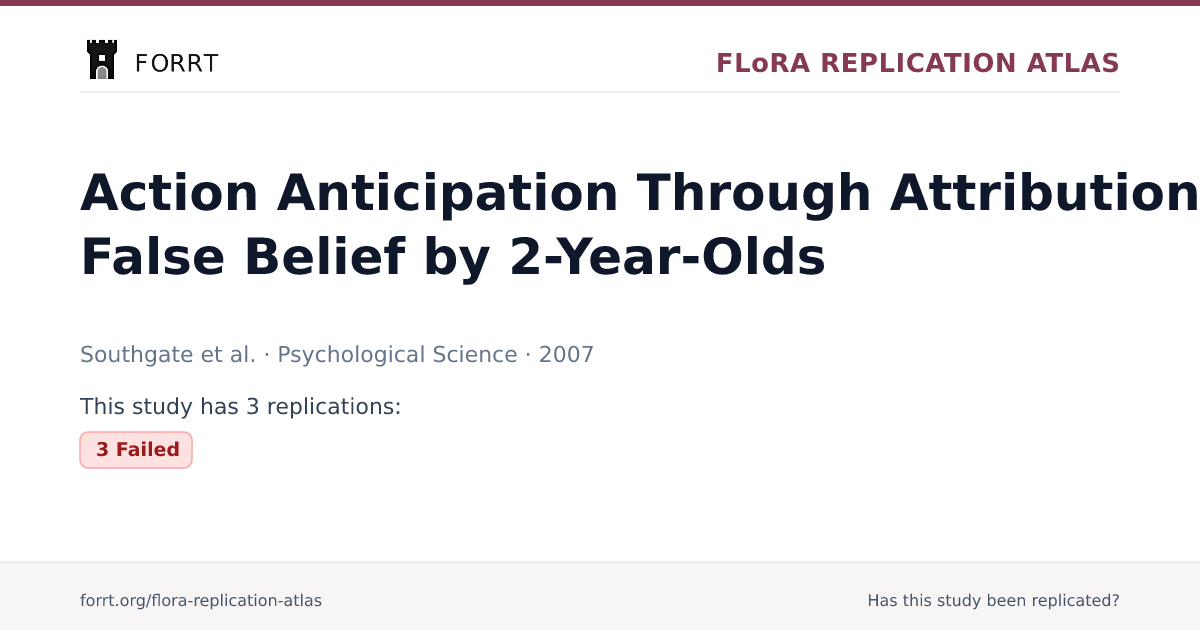 FORRT
FLoRA REPLICATION ATLAS
Action Anticipation Through Attribution
False Belief by 2-Year-Olds
Southgate et al. · Psychological Science · 2007
This study has 3 replications:
3 Failed
forrt.org/flora-replication-atlas
Has this study been replicated?